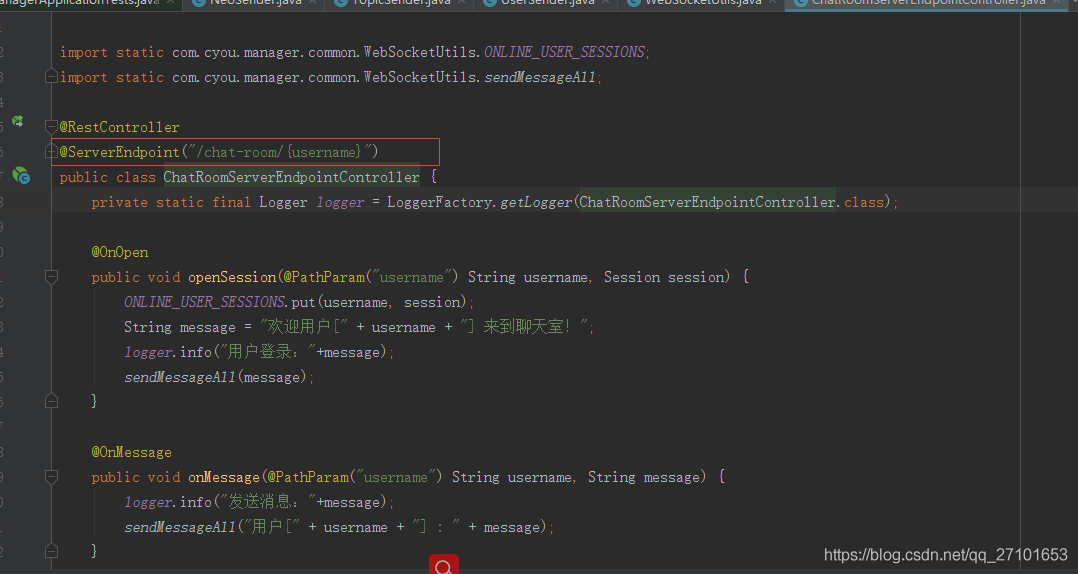 anagerApplicationTests.java NeoSender.java TopicSender.java UserSender.java WebSocketUtils.java ChatRoomServerEndpointController.java
import static com.cyou.manager.common.WebSocketUtils.ONLINE_USER_SESSIONS;
import static com.cyou.manager.common.WebSocketUtils.sendMessageAll;
@RestController
@ServerEndpoint("/chat-room/{username}")
public class ChatRoomServerEndpointController {
private static final Logger logger = LoggerFactory.getLogger(ChatRoomServerEndpointController.class);
@OnOpen
public void openSession(@PathParam("username") String username, Session session) {
ONLINE_USER_SESSIONS.put(username, session);
String message = "欢迎用户[" + username + "] 来到聊天室！";
logger.info("用户登录："+message);
sendMessageAll(message);
}
@OnMessage
public void onMessage(@PathParam("username") String username, String message) {
logger.info("发送消息："+message);
sendMessageAll("用户[" + username + "] : " + message);
}
https://blog.csdn.net/qq_27101653